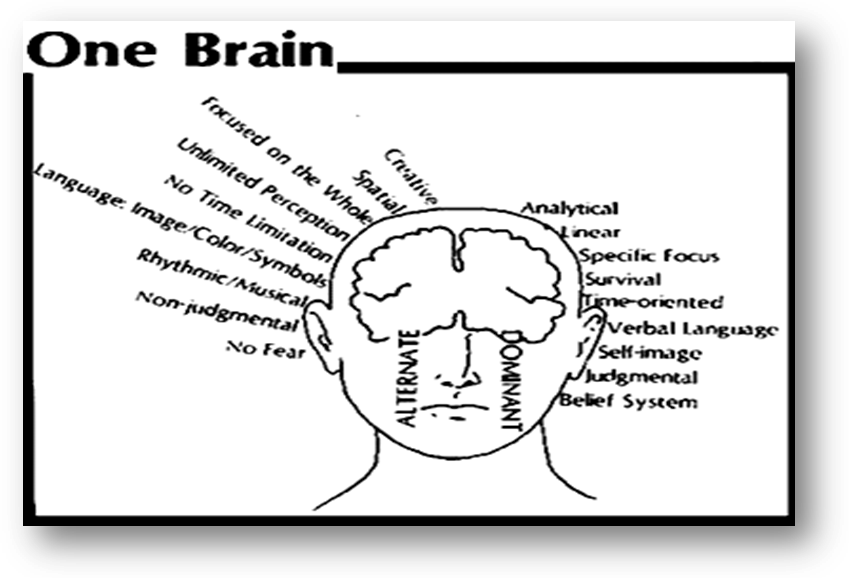 One Brain
Creative
Spatial
Focused on the Whole
Unlimited Perception
No Time Limitation
Language: Image/Color/Symbols
Rhythmic/Musical
Non-judgmental
No Fear
Analytical
Linear
Specific Focus
Survival
Time-oriented
Verbal Language
Self-image
Judgmental
Belief System
ALTERNATE
DOMINANT